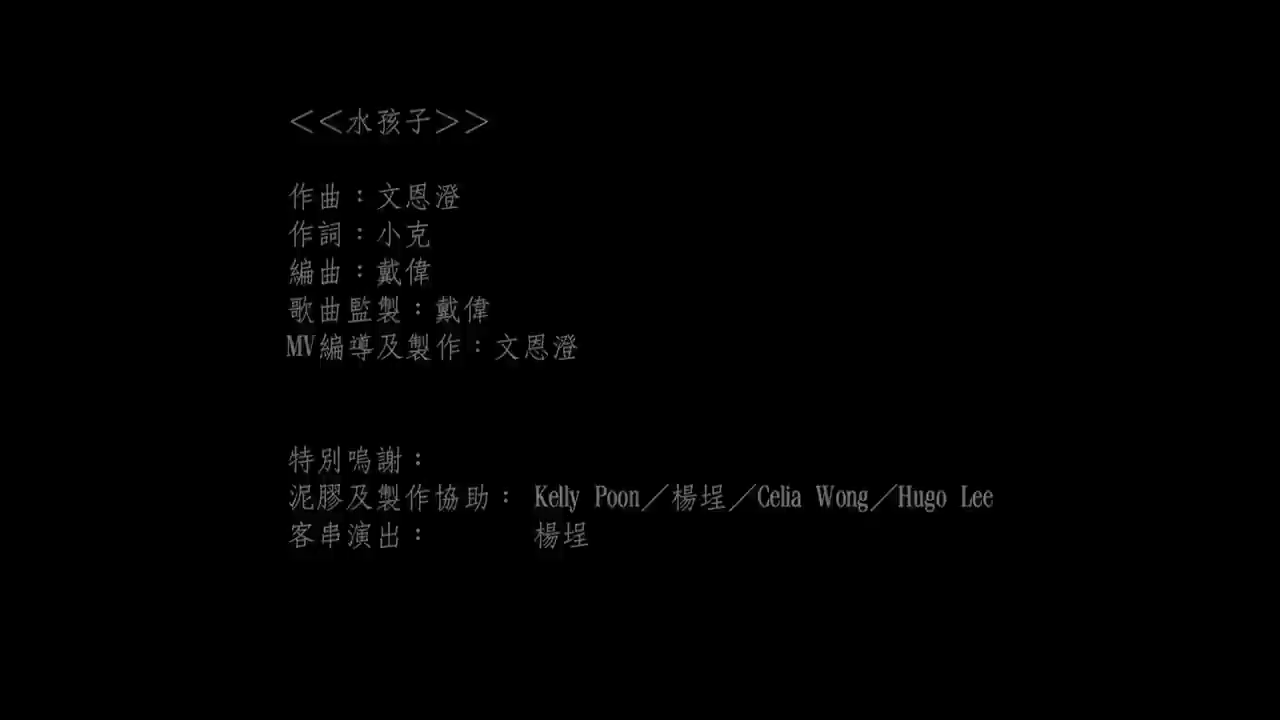 <<水孩子>>
作曲：文恩澄
作詞：小克
編曲：戴偉
歌曲監製：戴偉
MV編導及製作：文恩澄
特別嗚謝：
泥膠及製作協助： Kelly Poon／楊埕／Celia Wong／Hugo Lee
客串演出： 楊埕